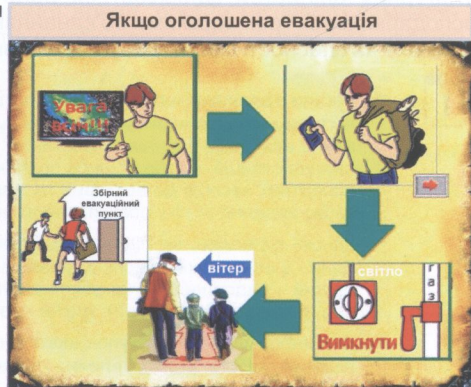 Якщо оголошена евакуація
Увага
всім!!!
світло
газ
Вимкнути
вітер
Збірний
евакуаційний
пункт